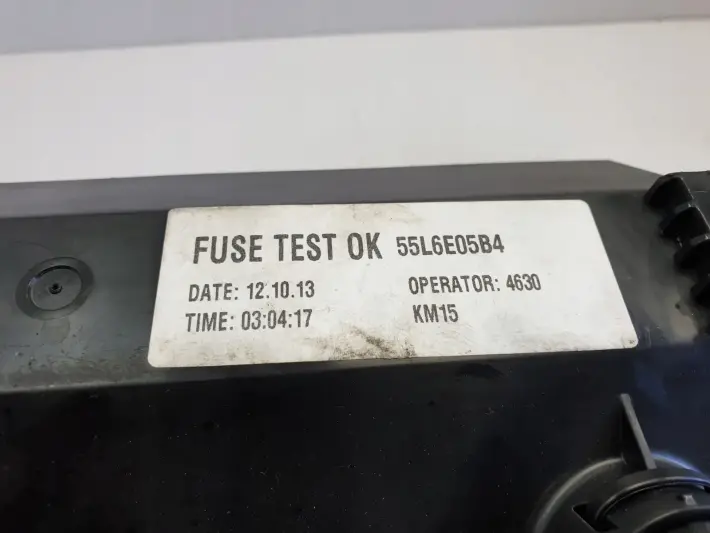 FUSE TEST OK 55L6E05B4
DATE: 12.10.13 OPERATOR: 4630
TIME: 03:04:17 KM15